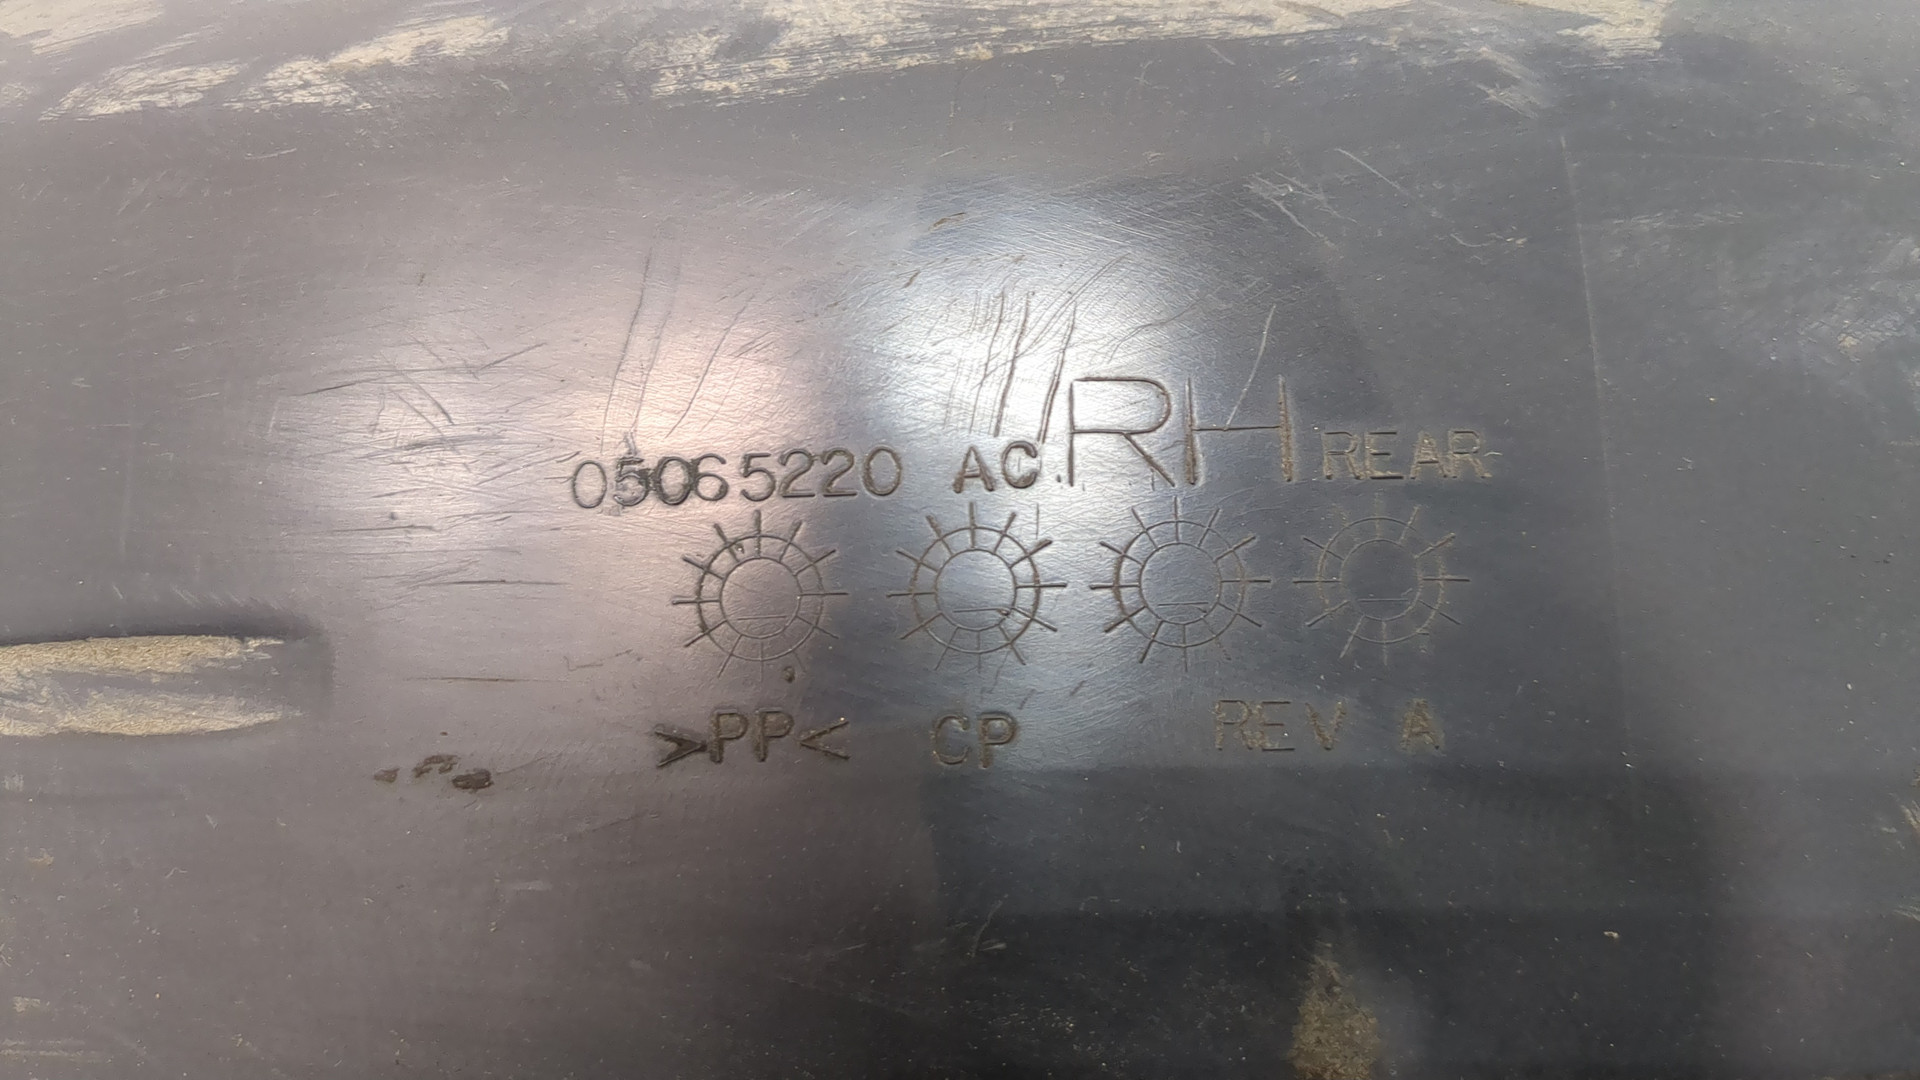 05065220 AC RH REAR
>PP< CP REV A